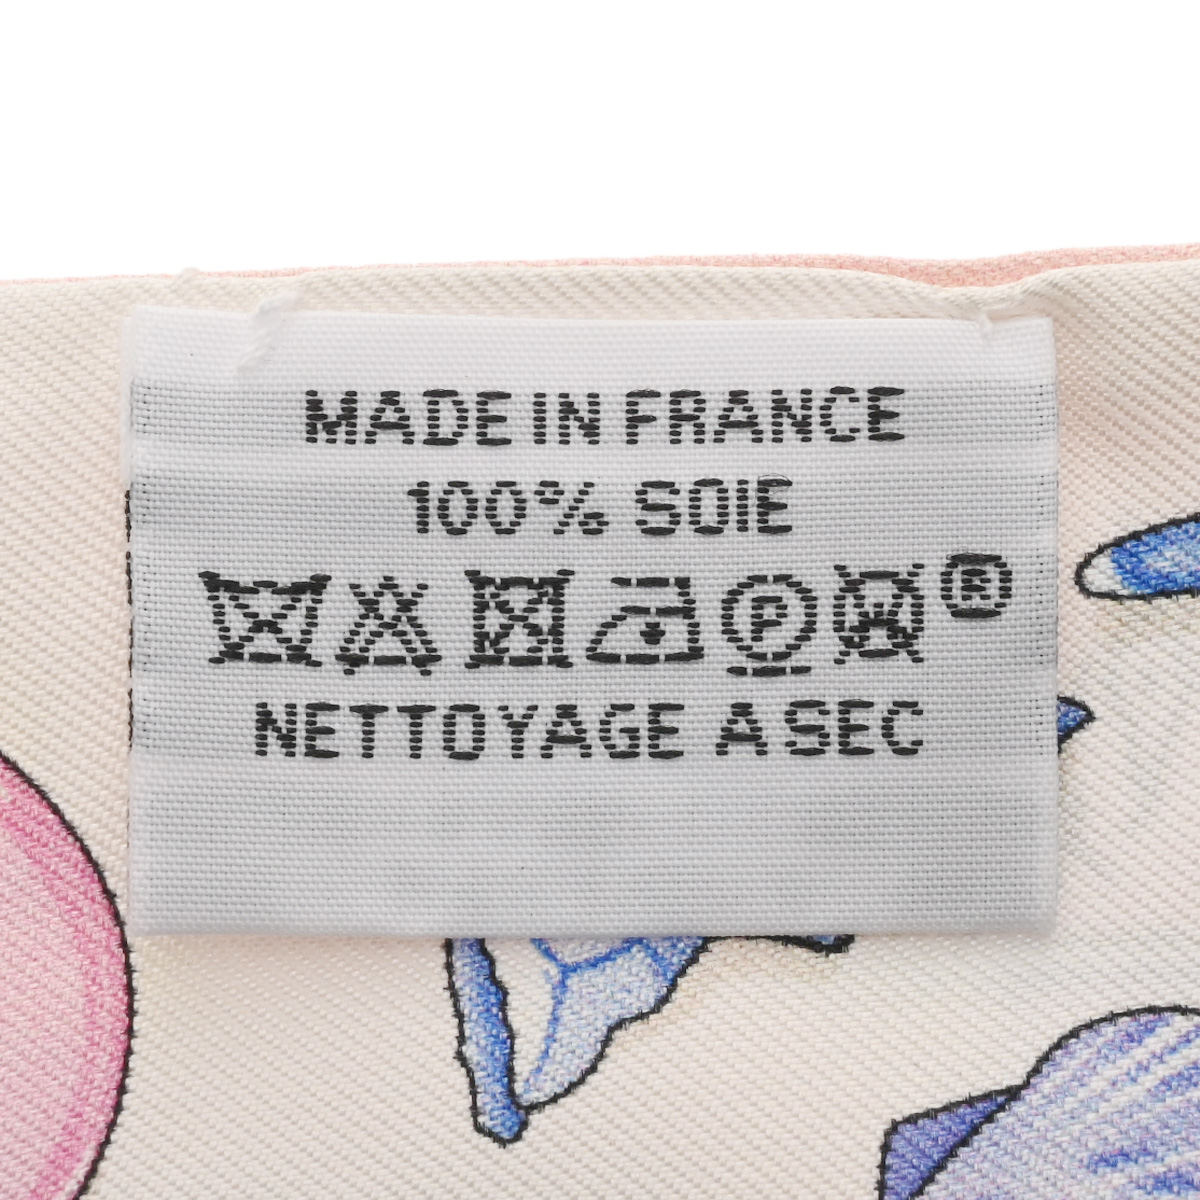 MADE IN FRANCE
100% SOIE
P W ®
NETTOYAGE A SEC